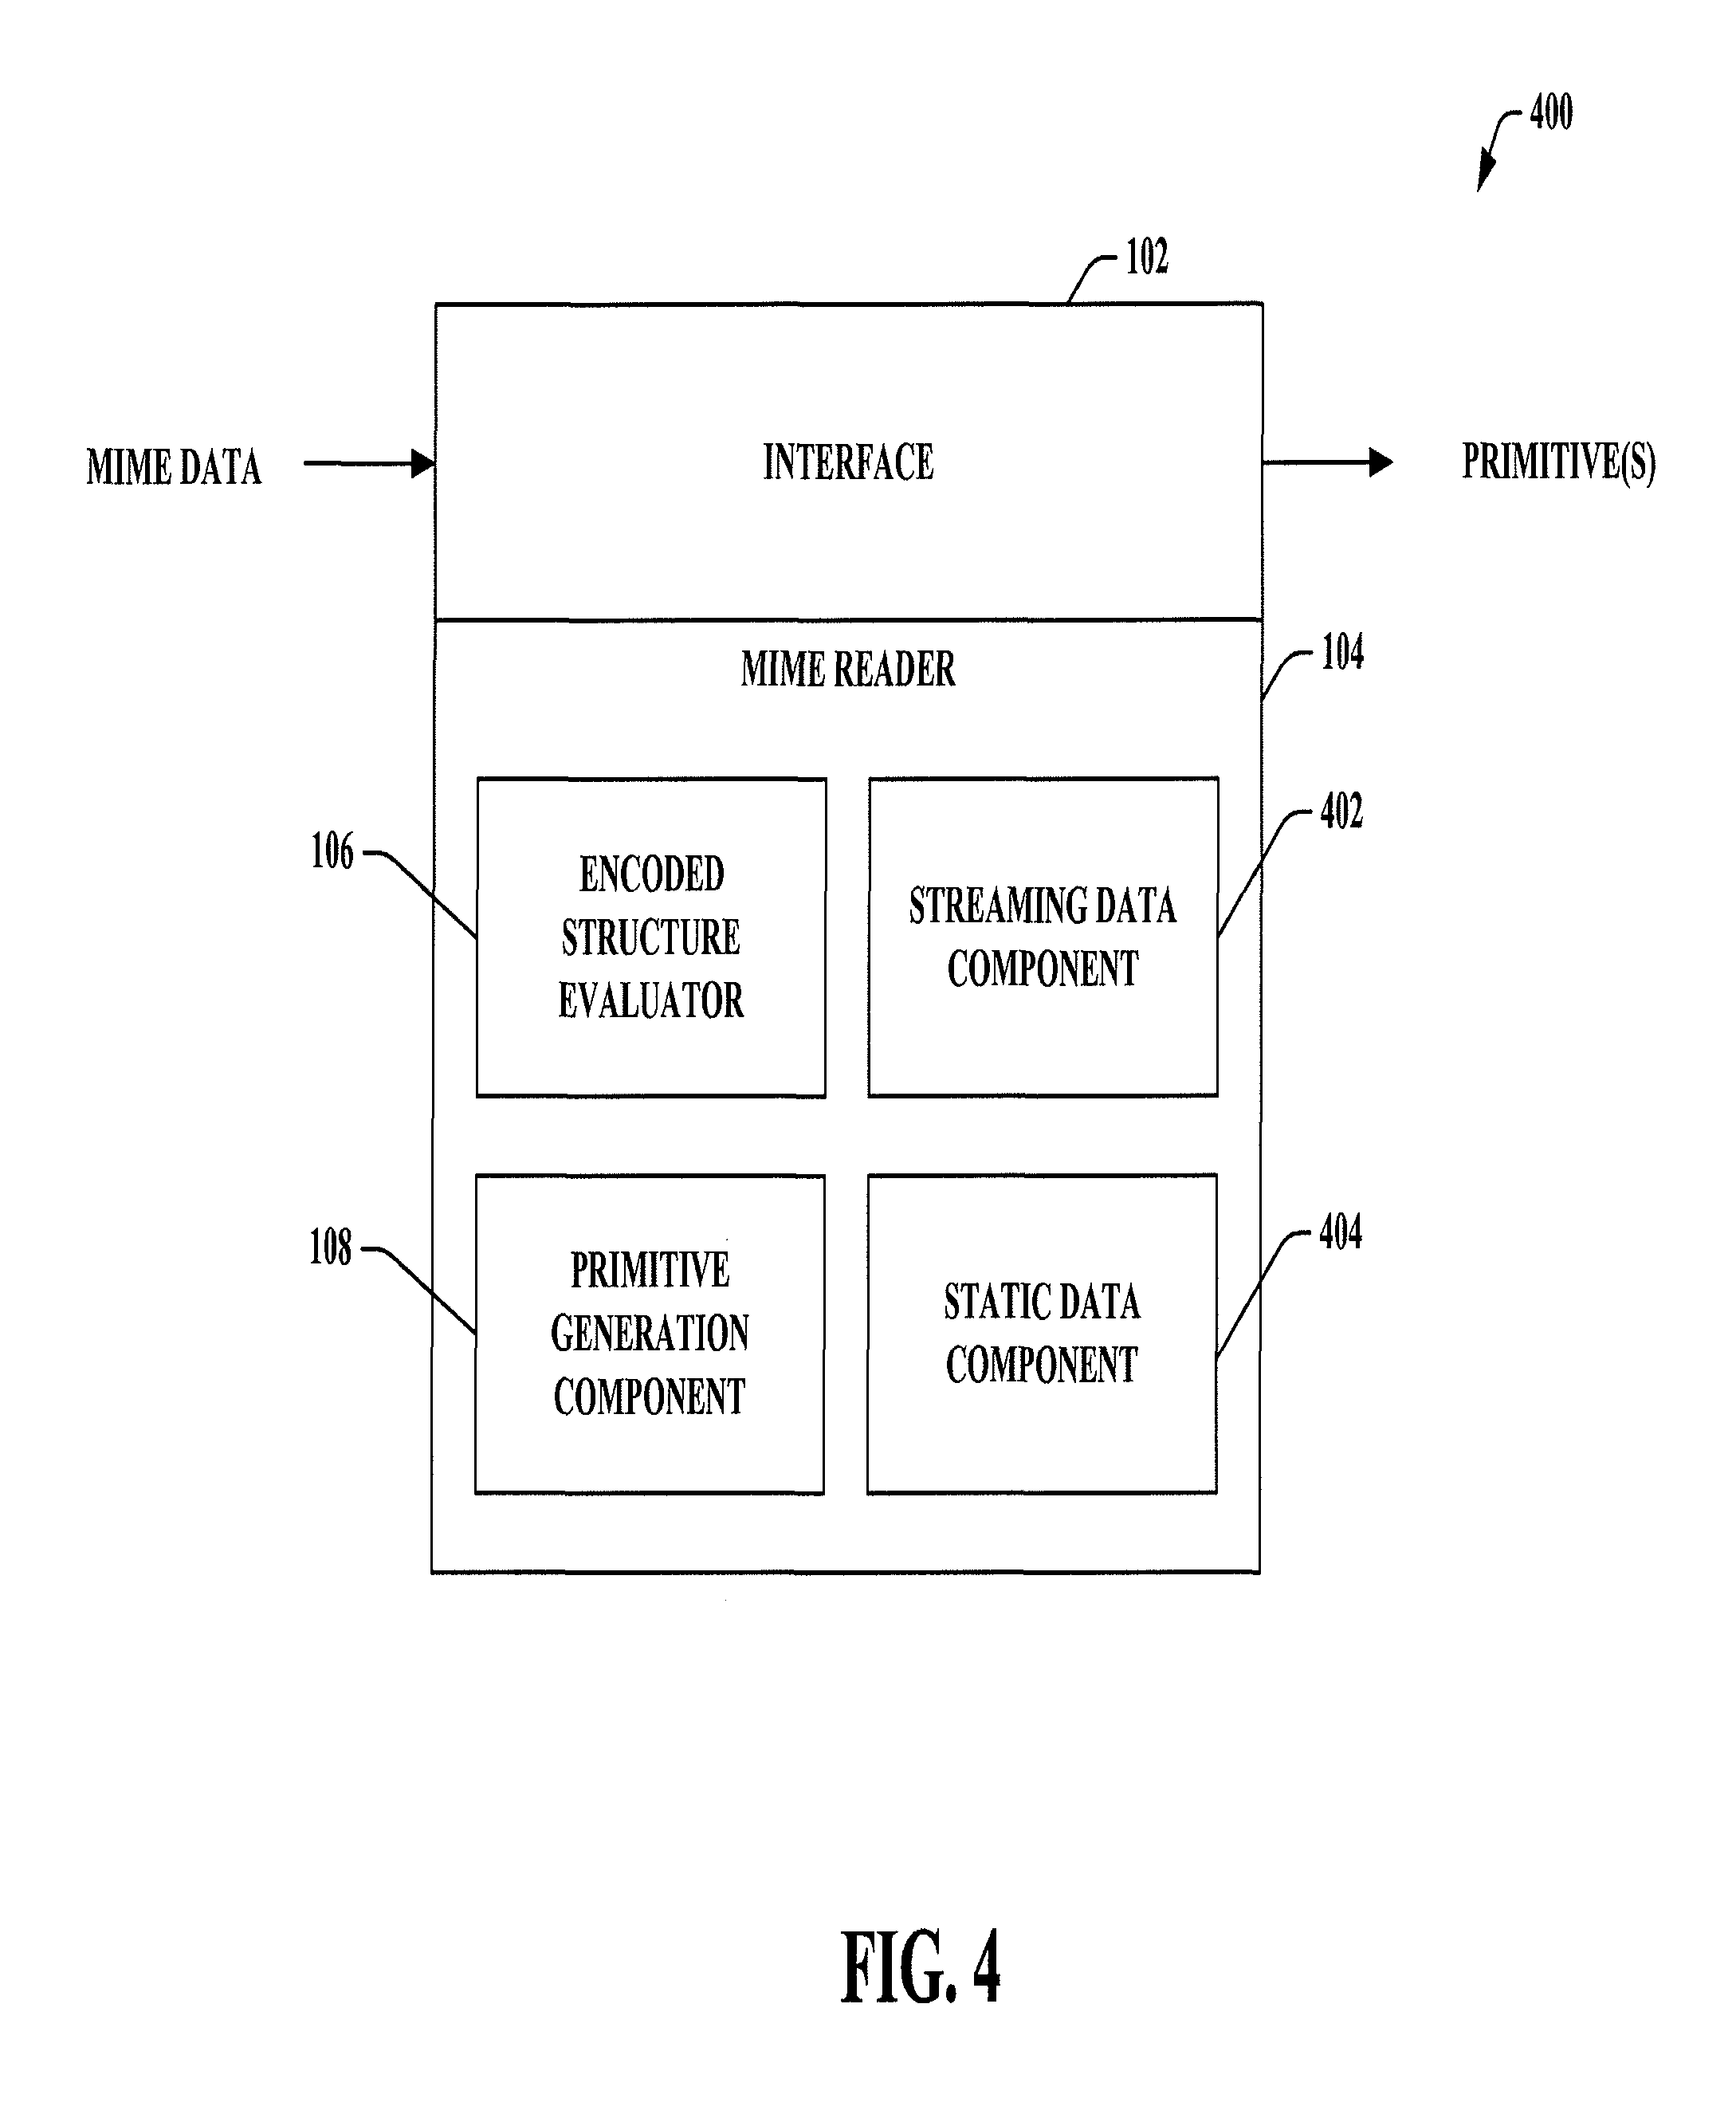 400
102
MIME DATA
INTERFACE
PRIMITIVE(S)
MIME READER
104
106
ENCODED
STRUCTURE
EVALUATOR
STREAMING DATA
COMPONENT
402
108
PRIMITIVE
GENERATION
COMPONENT
STATIC DATA
COMPONENT
404
FIG. 4